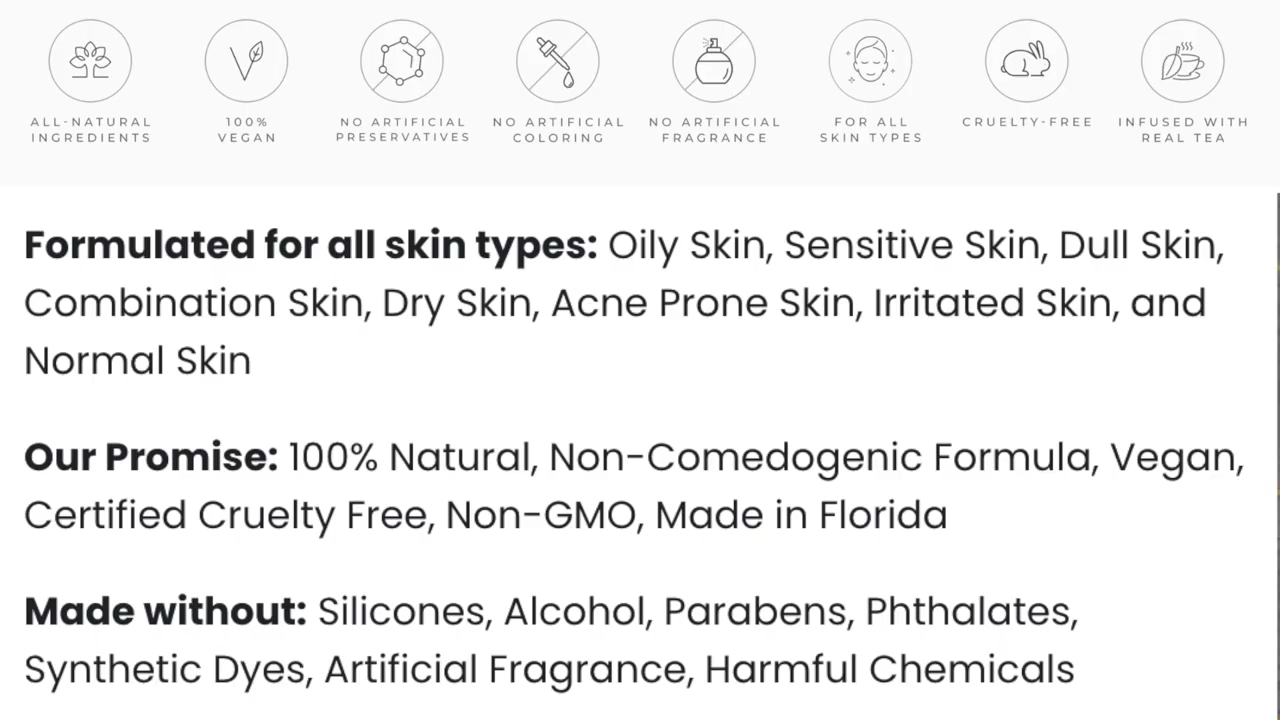 ALL-NATURAL
INGREDIENTS
100%
VEGAN
NO ARTIFICIAL
PRESERVATIVES
NO ARTIFICIAL
COLORING
NO ARTIFICIAL
FRAGRANCE
FOR ALL
SKIN TYPES
CRUELTY-FREE
INFUSED WITH
REAL TEA
Formulated for all skin types: Oily Skin, Sensitive Skin, Dull Skin,
Combination Skin, Dry Skin, Acne Prone Skin, Irritated Skin, and
Normal Skin
Our Promise: 100% Natural, Non-Comedogenic Formula, Vegan,
Certified Cruelty Free, Non-GMO, Made in Florida
Made without: Silicones, Alcohol, Parabens, Phthalates,
Synthetic Dyes, Artificial Fragrance, Harmful Chemicals